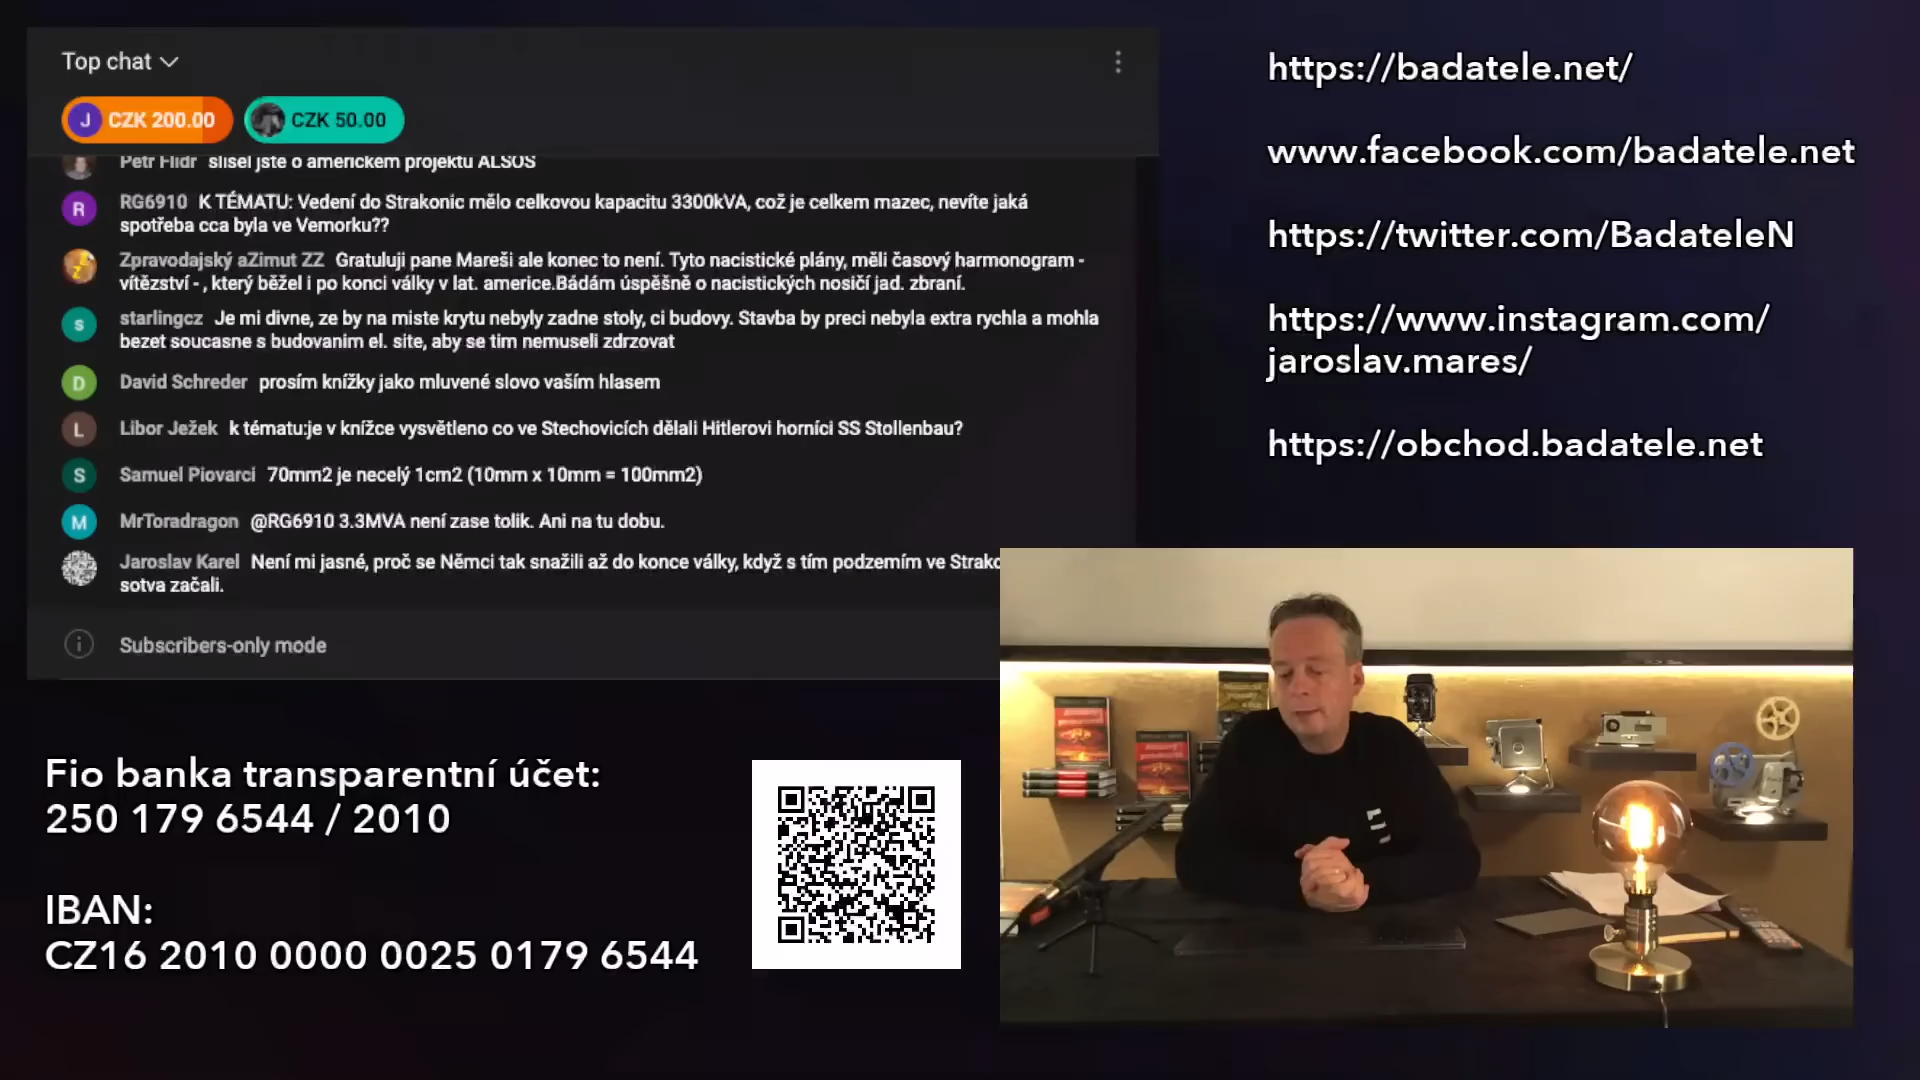 Top chat
J CZK 200.00 CZK 50.00
Petr Flidr slišel jste o americkém projektu ALSOS
R RG6910 K TÉMATU: Vedení do Strakonic mělo celkovou kapacitu 3300kVA, což je celkem mazec, nevíte jaká
spotřeba cca byla ve Vemorku??
Zpravodajský aZimut ZZ Gratuluji pane Mareši ale konec to není. Tyto nacistické plány, měli časový harmonogram -
vítězství - , který běžel i po konci války v lat. americe.Bádám úspěšně o nacistických nosičí jad. zbraní.
s starlingcz Je mi divne, ze by na miste krytu nebyly zadne stoly, ci budovy. Stavba by preci nebyla extra rychla a mohla
bezet soucasne s budovanim el. site, aby se tim nemuseli zdrzovat
D David Schreder prosím knížky jako mluvené slovo vaším hlasem
L Libor Ježek k tématu:je v knížce vysvětleno co ve Stechovicích dělali Hitlerovi horníci SS Stollenbau?
S Samuel Piovarci 70mm2 je necelý 1cm2 (10mm x 10mm = 100mm2)
M MrToradragon @RG6910 3.3MVA není zase tolik. Ani na tu dobu.
Jaroslav Karel Není mi jasné, proč se Němci tak snažili až do konce války, když s tím podzemím ve Strako
sotva začali.
Subscribers-only mode
https://badatele.net/
www.facebook.com/badatele.net
https://twitter.com/BadateleN
https://www.instagram.com/
jaroslav.mares/
https://obchod.badatele.net
Fio banka transparentní účet:
250 179 6544 / 2010
IBAN:
CZ16 2010 0000 0025 0179 6544